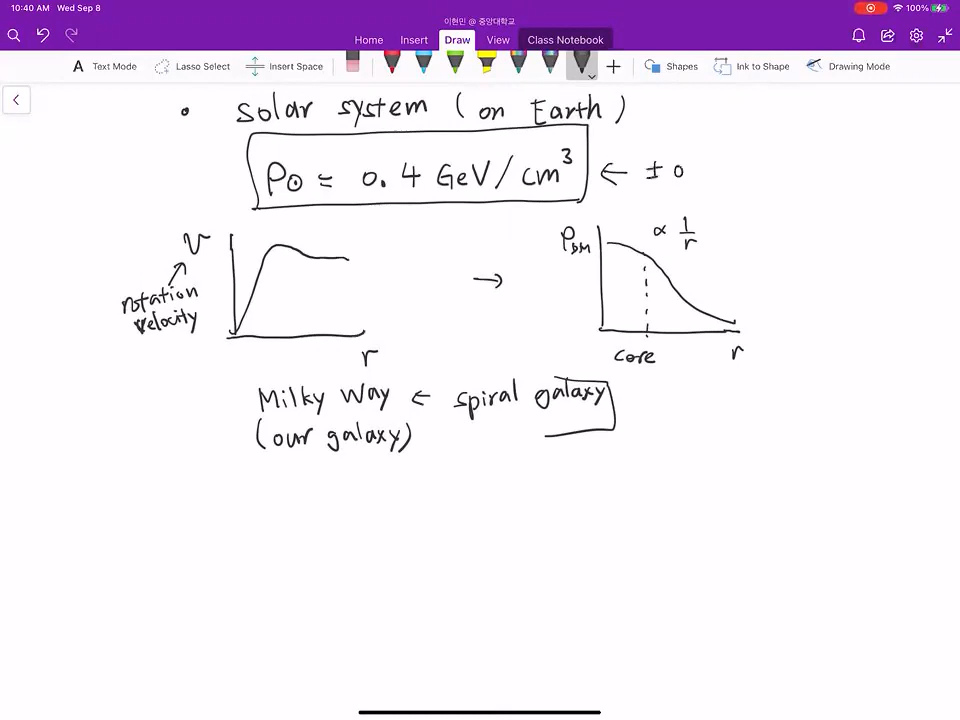 10:40 AM Wed Sep 8
100%
이현민 @ 중앙대학교
Home Insert Draw View Class Notebook
Text Mode Lasso Select Insert Space Shapes Ink to Shape Drawing Mode
• Solar system (on Earth)
ρ⊙ ≃ 0.4 GeV/cm³ ← ± 0
v
rotation
velocity
r
→
ρDM
∝ 1/r
core
r
Milky Way ← spiral galaxy
(our galaxy)